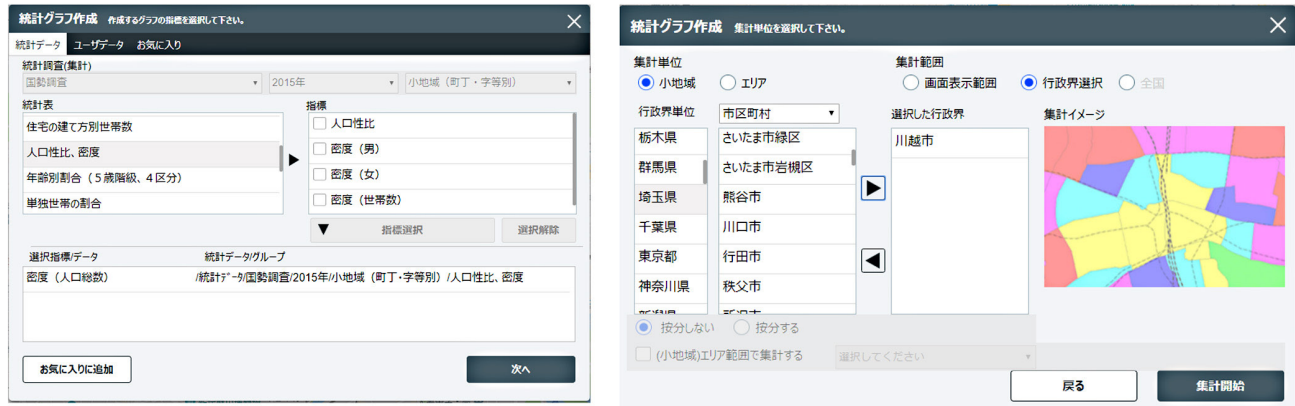 統計グラフ作成 作成するグラフの指標を選択して下さい。
統計データ ユーザデータ お気に入り
統計調査(集計)
国勢調査 2015年 小地域（町丁・字等別）
統計表
住宅の建て方別世帯数
人口性比、密度
年齢別割合（５歳階級、４区分）
単独世帯の割合
指標
人口性比
密度（男）
密度（女）
密度（世帯数）
▼ 指標選択 選択解除
選択指標/データ 統計データ/グループ
密度（人口総数） /統計ﾃﾞｰﾀ/国勢調査/2015年/小地域（町丁･字等別）/人口性比、密度
お気に入りに追加 次へ
統計グラフ作成 集計単位を選択して下さい。
集計単位
小地域 エリア
集計範囲
画面表示範囲 行政界選択 全国
行政界単位 市区町村
栃木県
群馬県
埼玉県
千葉県
東京都
神奈川県
さいたま市緑区
さいたま市岩槻区
熊谷市
川口市
行田市
秩父市
選択した行政界
川越市
集計イメージ
按分しない 按分する
(小地域)エリア範囲で集計する 選択してください
戻る 集計開始